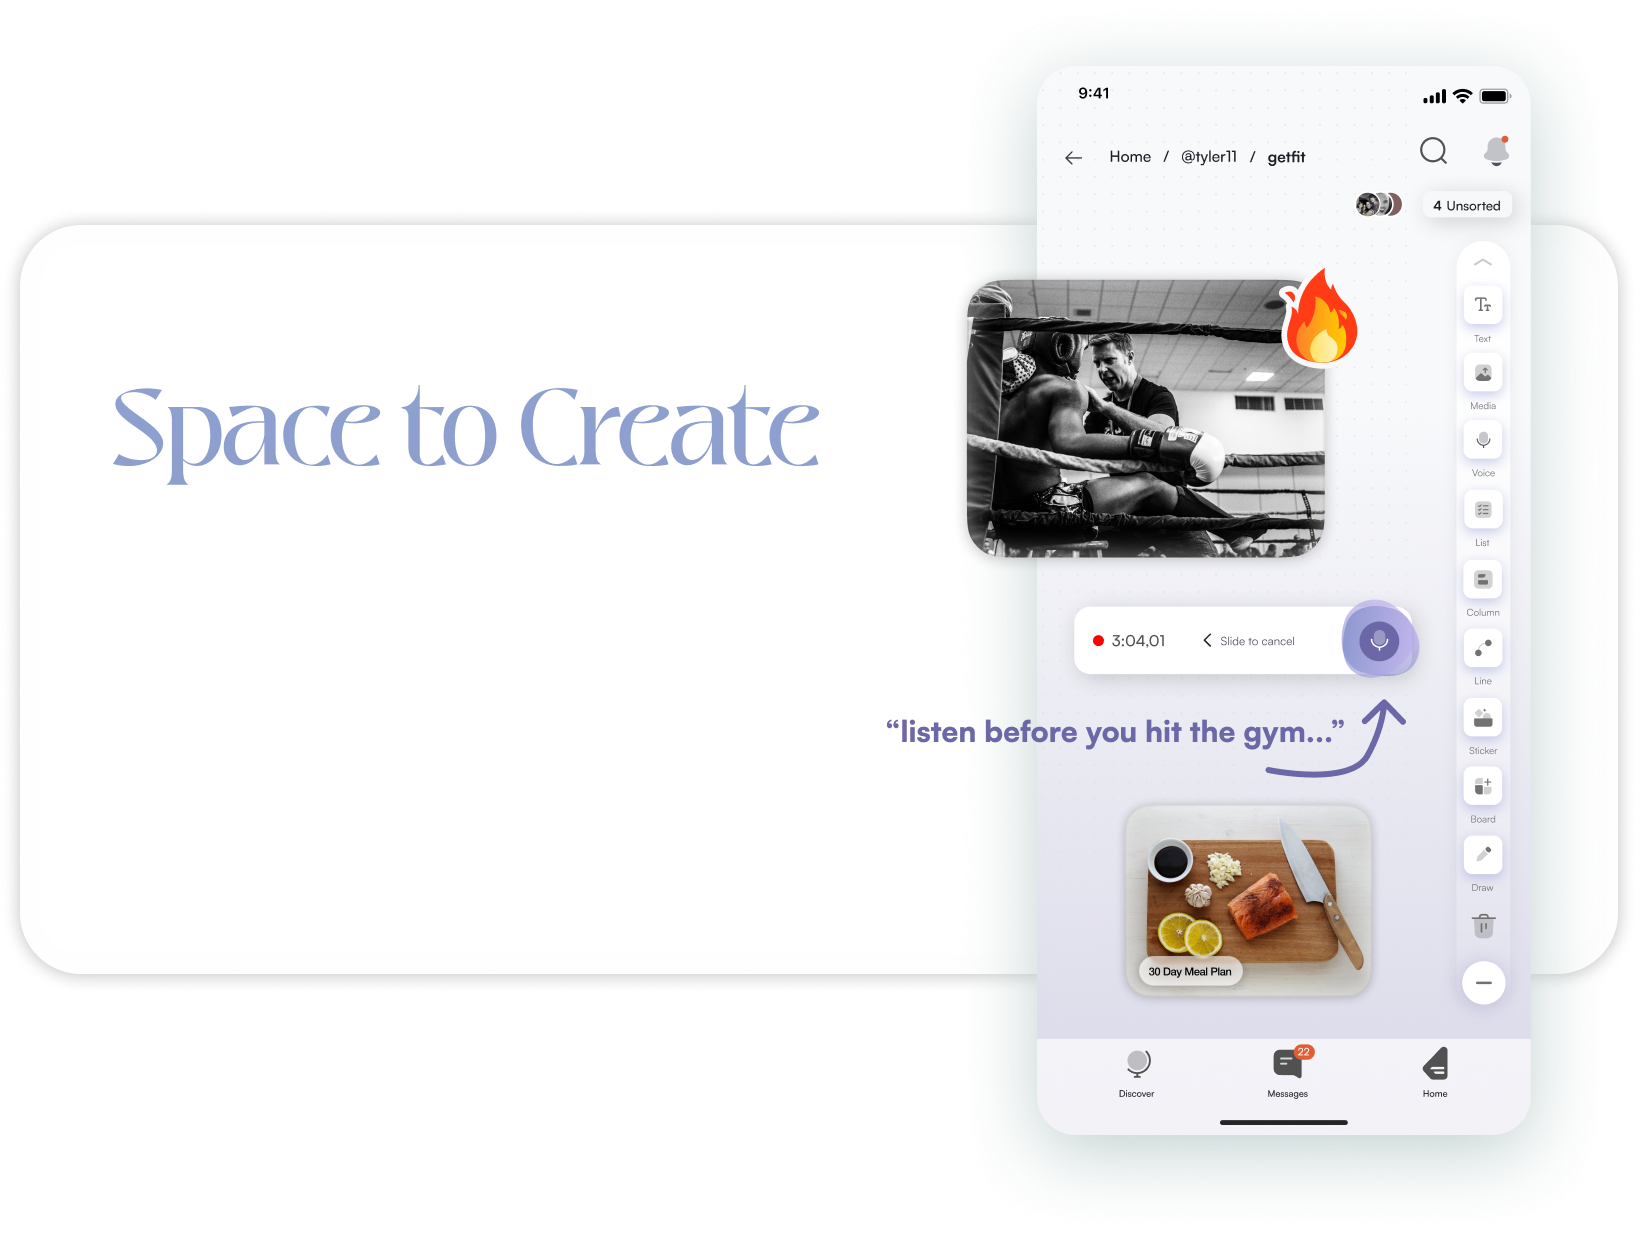 9:41
Home / @tyler11 / getfit
4 Unsorted
Space to Create
Text
Media
Voice
List
Column
Line
Sticker
Board
Draw
3:04,01
Slide to cancel
“listen before you hit the gym...”
30 Day Meal Plan
Discover
22
Messages
Home